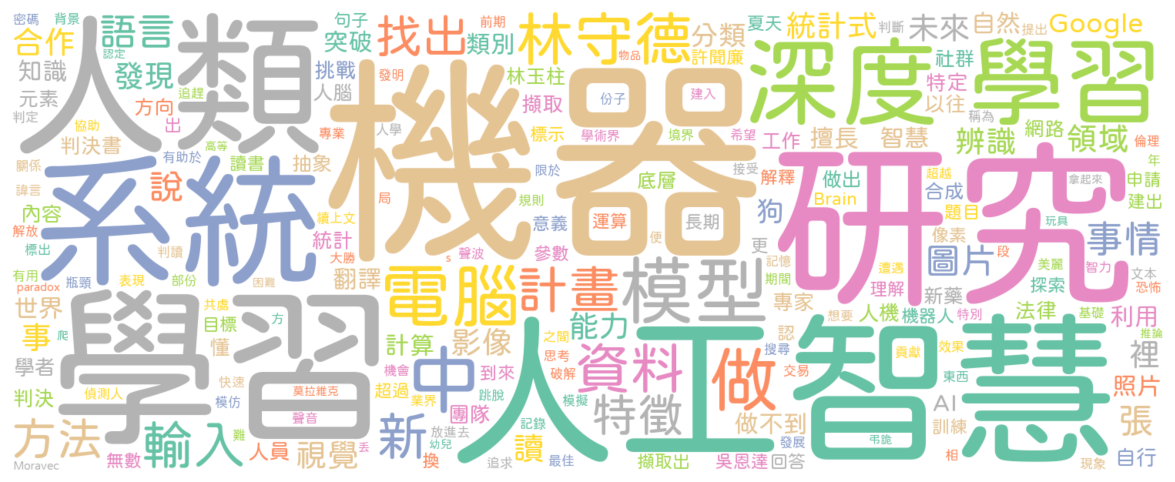 密碼
背景
合作
語言
知識
發現
元素
方向
追趕
認定
判定
協助
出
判決書
高等
關係
有助於
諱言
讀書
抽象
人類
句子
前期
突破
找出
類別
挑戰
人腦
發明
專業
人學
林守德
物品
分類
許聞廉
林玉柱
擷取
份子
建入
標示
學術界
境界
希望
夏天
統計式
判斷
未來
自然
提出
Google
社群
特定
以往
稱為
深度
學習
工作
擅長
智慧
辨識
網路
領域
倫理
年
機器
限於
接受
底層
解釋
做出
超越
拿起來
申請
Brain
合成
題目
建出
局
規則
意義
運算
長期
狗
像素
事情
系統
說
內容
解放
標出
判讀
續上文
統計
大勝
s
聲波
參數
便
更
研究
圖片
段
玩具
美麗
智力
文本
恐怖
有用
瓶頸
表現
部份
困難
翻譯
paradox
世界
電腦
計畫
模型
記憶
期間
遭遇
理解
探索
專家
新藥
人機
機器人
特別
法律
基礎
利用
推論
共處
方
目標
事
爬
懂
學者
計算
影像
之間
能力
想要
認
思考
資料
搜尋
貢獻
效果
東西
裡
學習
偵測人
快速
莫拉維克
機會
到來
超過
業界
跳脫
破解
做
交易
照片
判決
模仿
聲音
中
團隊
模擬
特徵
做不到
AI
張
方法
輸入
難
人員
視覺
丟
新
放進去
幼兒
記錄
讀
人工
智慧
發展
弔詭
訓練
相
自行
無數
換
追求
最佳
擷取出
吳恩達
回答
現象
Moravec